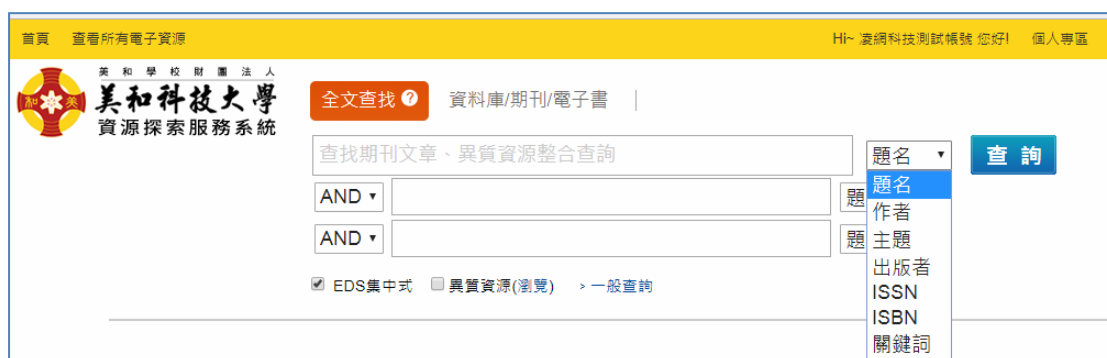 首頁 查看所有電子資源 Hi~ 凌網科技測試帳號 您好! 個人專區
美和學校財團法人
和 美
美和科技大學
資源探索服務系統
全文查找 ? 資料庫/期刊/電子書 |
查找期刊文章、異質資源整合查詢 題名 查 詢
AND 題
AND 題
題名
作者
主題
出版者
ISSN
ISBN
關鍵詞
EDS集中式 異質資源(瀏覽) > 一般查詢